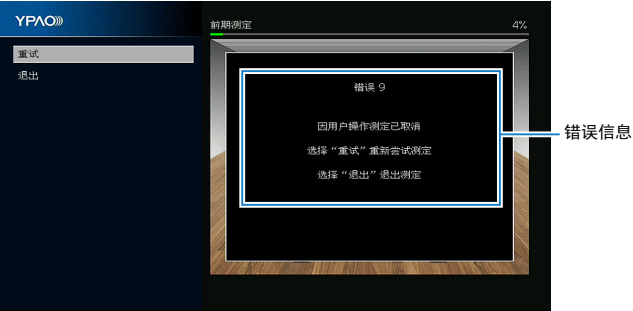 YPAO
前期测定 4%
重试
退出
错误 9
因用户操作测定已取消
选择“重试”重新尝试测定
选择“退出”退出测定
错误信息